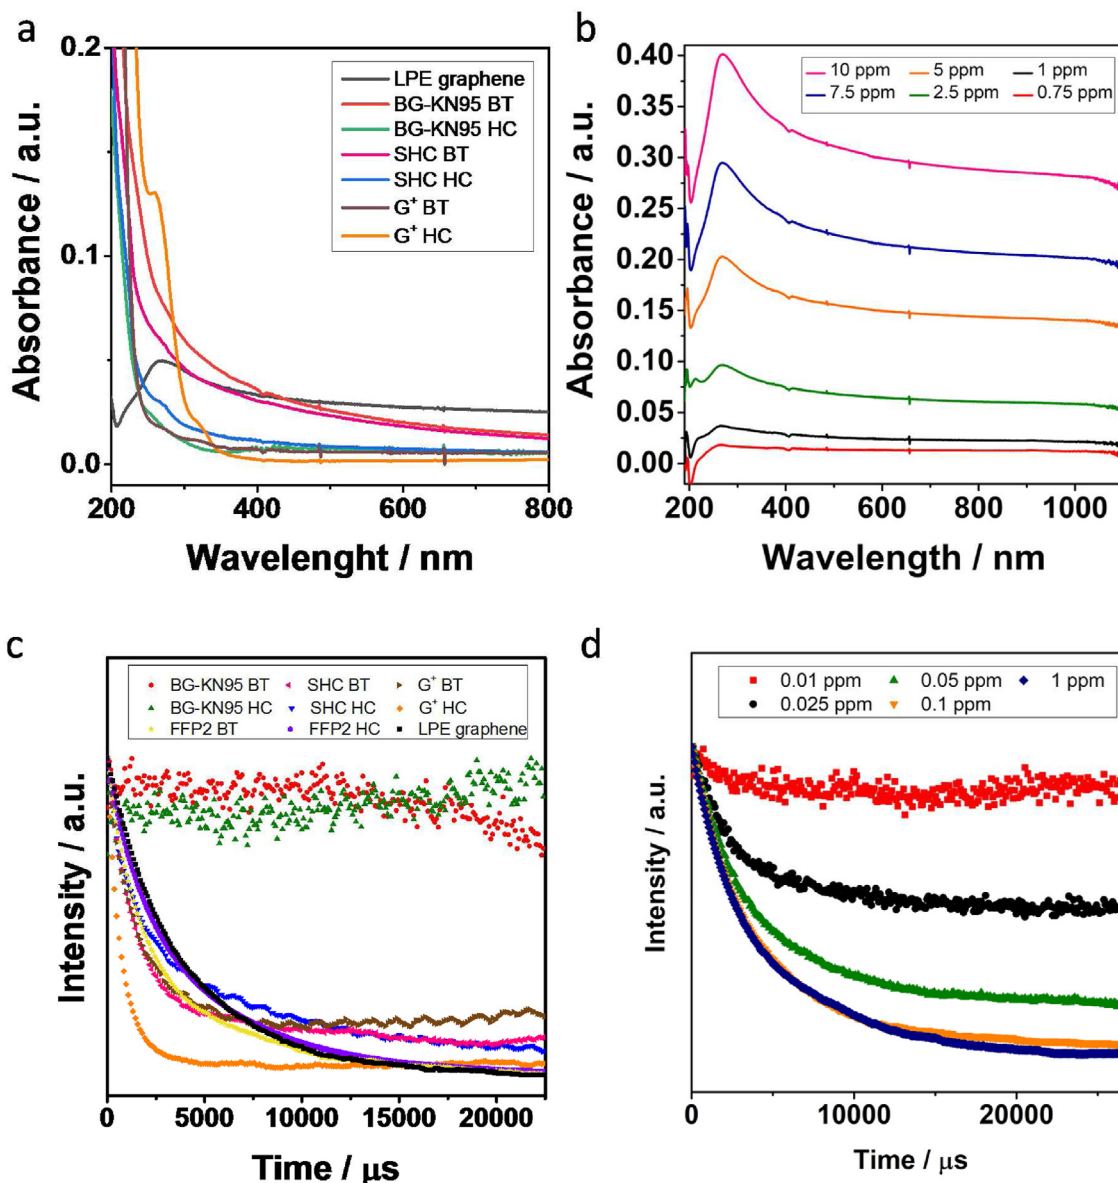 a
0.2
0.1
0.0
Absorbance / a.u.
LPE graphene
BG-KN95 BT
BG-KN95 HC
SHC BT
SHC HC
G⁺ BT
G⁺ HC
200 400 600 800
Wavelenght / nm
b
0.40
0.35
0.30
0.25
0.20
0.15
0.10
0.05
0.00
Absorbance / a.u.
10 ppm 5 ppm 1 ppm
7.5 ppm 2.5 ppm 0.75 ppm
200 400 600 800 1000
Wavelength / nm
c
Intensity / a.u.
BG-KN95 BT SHC BT G⁺ BT
BG-KN95 HC SHC HC G⁺ HC
FFP2 BT FFP2 HC LPE graphene
0 5000 10000 15000 20000
Time / µs
d
Intensity / a.u.
0.01 ppm 0.05 ppm 1 ppm
0.025 ppm 0.1 ppm
0 10000 20000
Time / µs